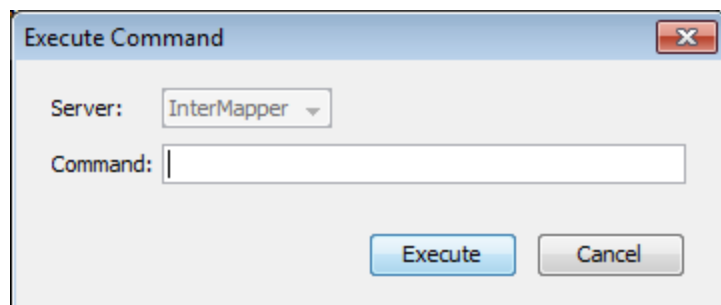 Execute Command
Server: InterMapper
Command:
Execute Cancel